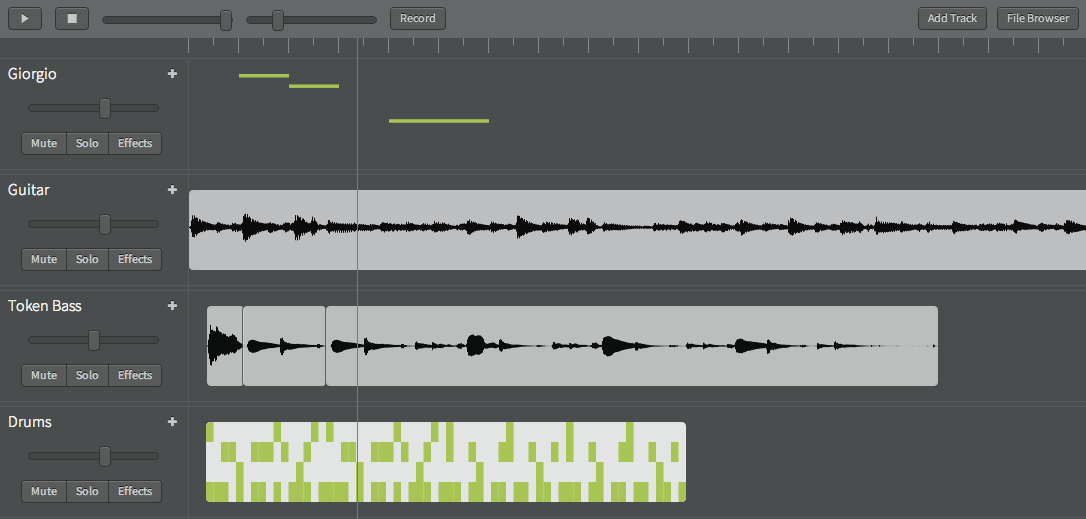 Record Add Track File Browser
Giorgio
Mute Solo Effects
Guitar
Mute Solo Effects
Token Bass
Mute Solo Effects
Drums
Mute Solo Effects